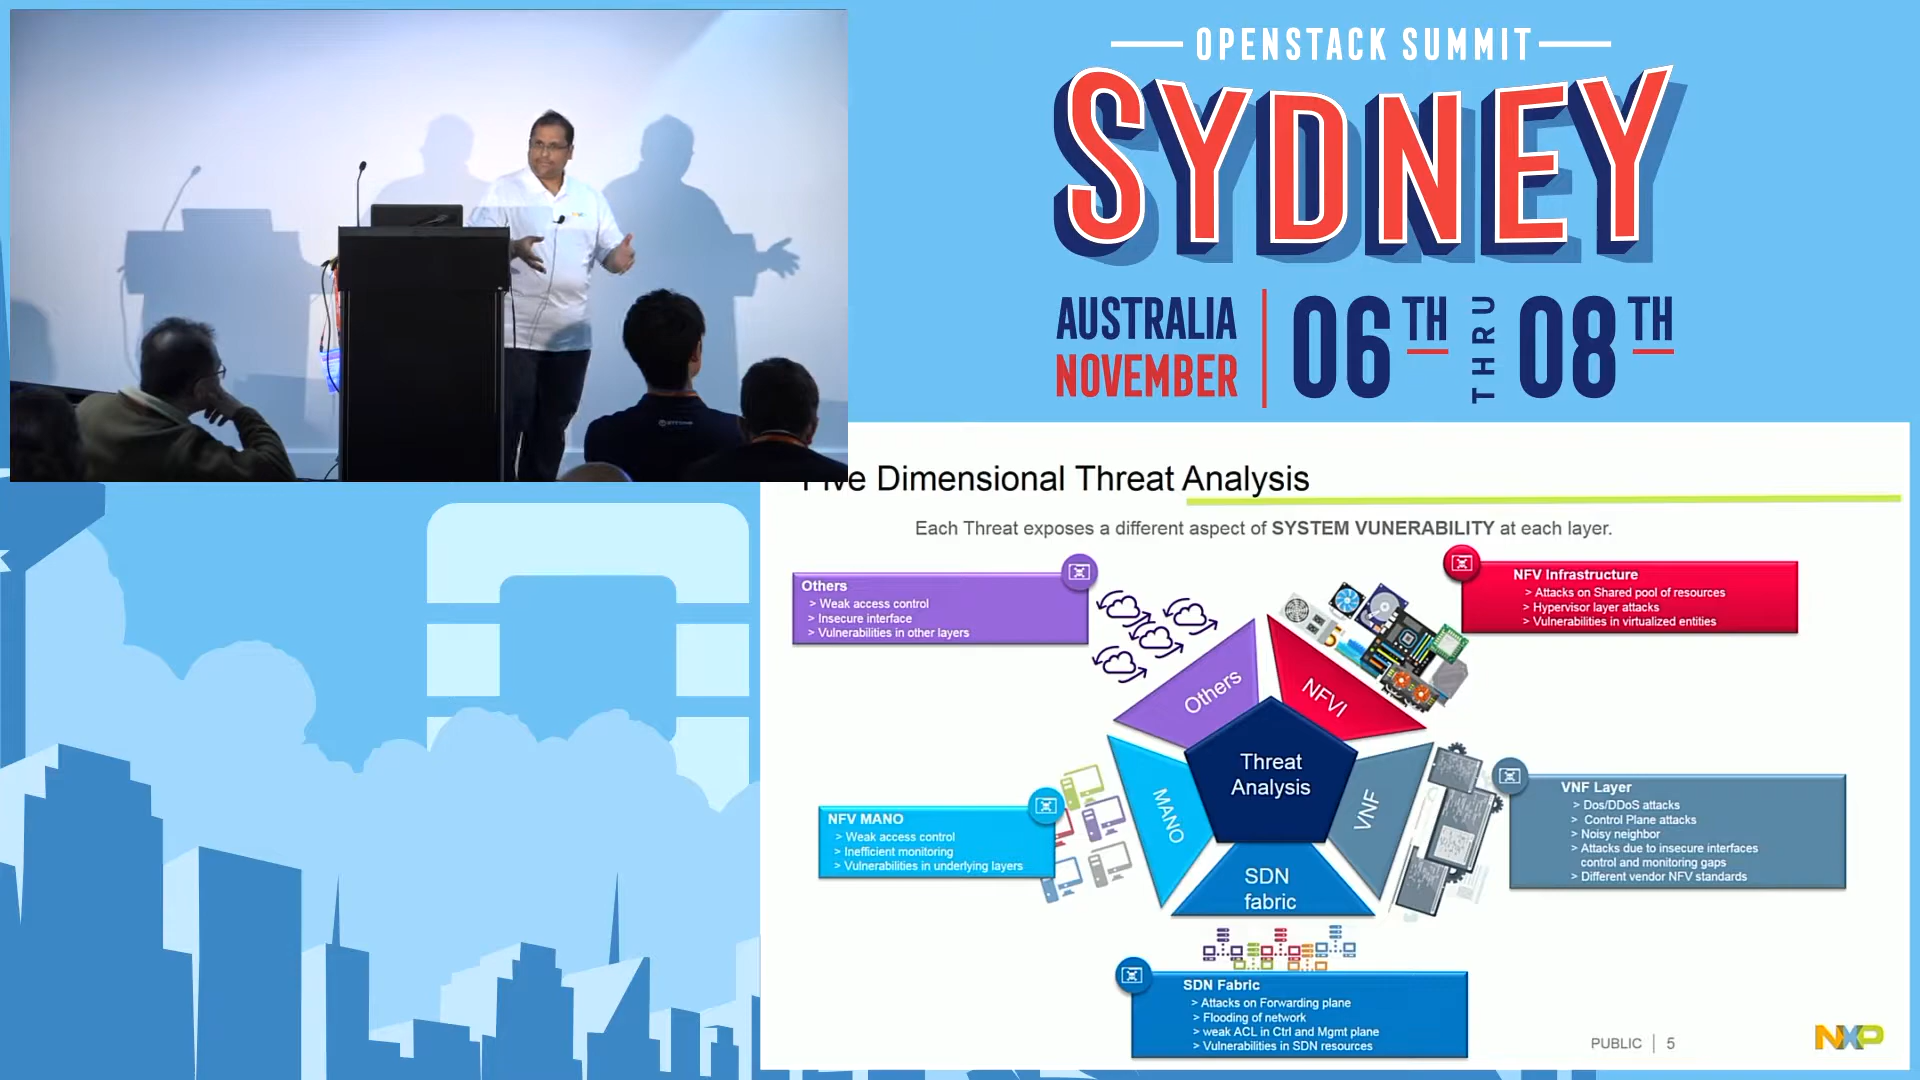 OPENSTACK SUMMIT
SYDNEY
AUSTRALIA
NOVEMBER
06TH THRU 08TH
Dimensional Threat Analysis
Each Threat exposes a different aspect of SYSTEM VUNERABILITY at each layer.
Others
> Weak access control
> Insecure interface
> Vulnerabilities in other layers
NFV Infrastructure
> Attacks on Shared pool of resources
> Hypervisor layer attacks
> Vulnerabilities in virtualized entities
Others
NFVI
Threat
Analysis
MANO
VNF
SDN
fabric
NFV MANO
> Weak access control
> Inefficient monitoring
> Vulnerabilities in underlying layers
VNF Layer
> Dos/DDoS attacks
> Control Plane attacks
> Noisy neighbor
> Attacks due to insecure interfaces
control and monitoring gaps
> Different vendor NFV standards
SDN Fabric
> Attacks on Forwarding plane
> Flooding of network
> weak ACL in Ctrl and Mgmt plane
> Vulnerabilities in SDN resources
PUBLIC | 5
NXP